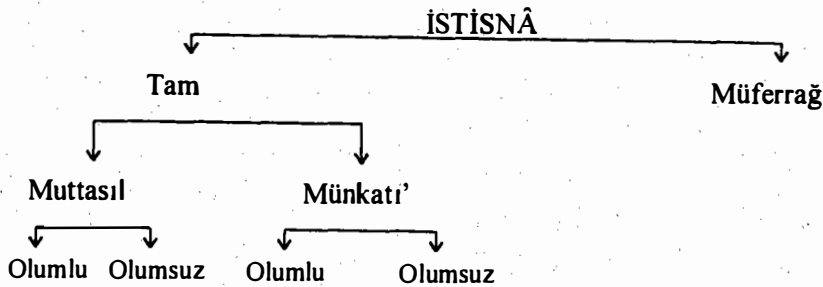 İSTİSNÂ
Tam Müferrağ
Muttasıl Münkatı’
Olumlu Olumsuz Olumlu Olumsuz